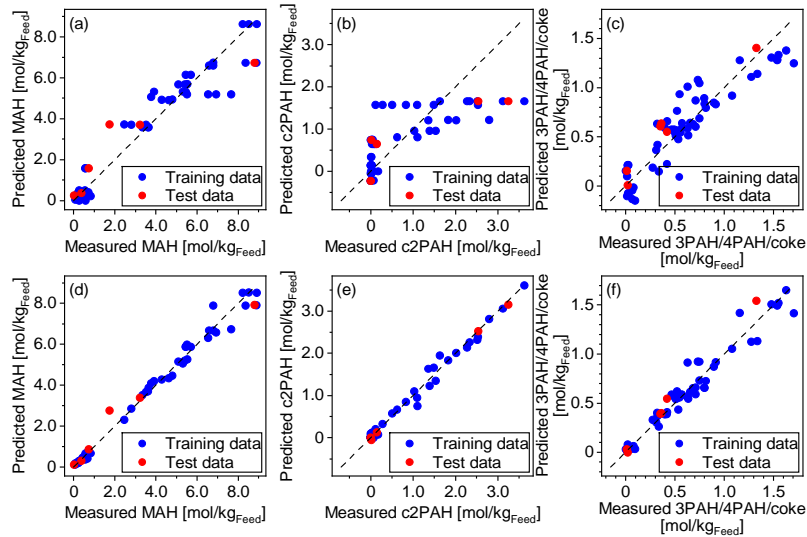 (a)
Predicted MAH [mol/kg_Feed]
8.0
6.0
4.0
2.0
0.0
0.0 2.0 4.0 6.0 8.0
Training data
Test data
Measured MAH [mol/kg_Feed]
(b)
Predicted c2PAH [mol/kg_Feed]
3.0
2.0
1.0
0
0 1.0 2.0 3.0
Training data
Test data
Measured c2PAH [mol/kg_Feed]
(c)
Predicted 3PAH/4PAH/coke
[mol/kg_Feed]
1.5
1.0
0.5
0.0
0.0 0.5 1.0 1.5
Training data
Test data
Measured 3PAH/4PAH/coke
[mol/kg_Feed]
(d)
Predicted MAH [mol/kg_Feed]
8.0
6.0
4.0
2.0
0.0
0.0 2.0 4.0 6.0 8.0
Training data
Test data
Measured MAH [mol/kg_Feed]
(e)
Predicted c2PAH [mol/kg_Feed]
3.0
2.0
1.0
0
0 1.0 2.0 3.0
Training data
Test data
Measured c2PAH [mol/kg_Feed]
(f)
Predicted 3PAH/4PAH/coke
[mol/kg_Feed]
1.5
1.0
0.5
0.0
0.0 0.5 1.0 1.5
Training data
Test data
Measured 3PAH/4PAH/coke
[mol/kg_Feed]